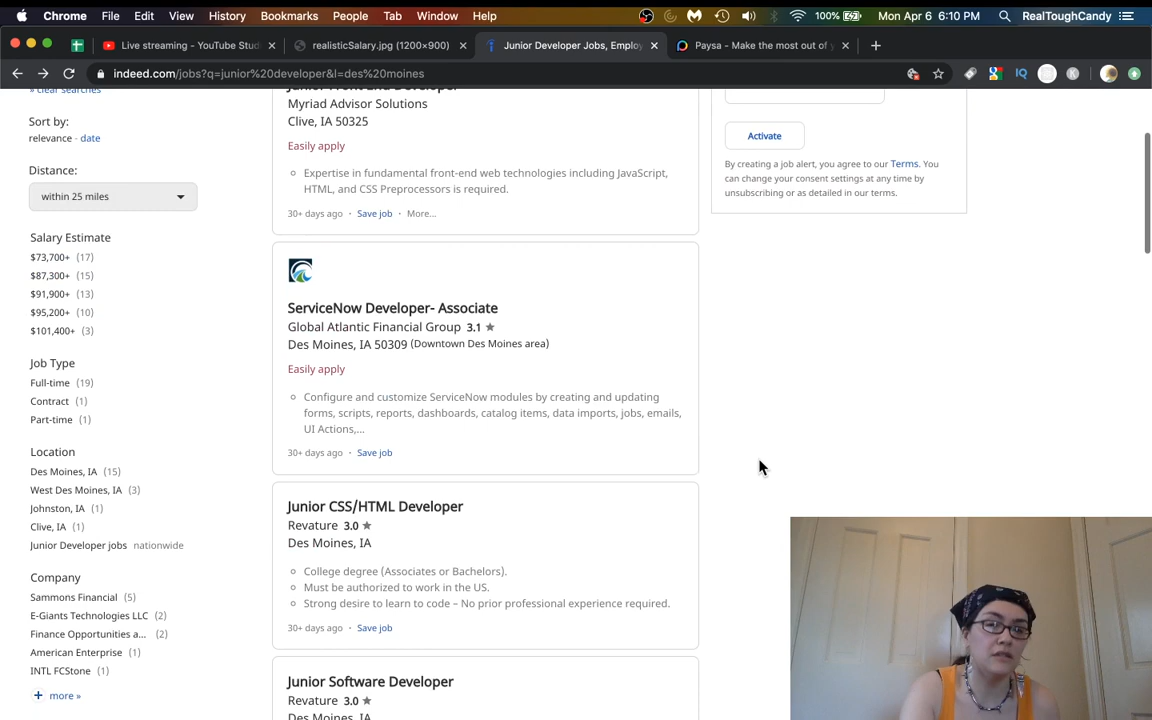 Chrome File Edit View History Bookmarks People Tab Window Help 100% Mon Apr 6 6:10 PM RealToughCandy
Live streaming - YouTube Stud
realisticSalary.jpg (1200×900)
Junior Developer Jobs, Employ
Paysa - Make the most out of y
indeed.com/jobs?q=junior%20developer&l=des%20moines
IQ
K
» clear searches
Sort by:
relevance - date
Distance:
within 25 miles
Salary Estimate
$73,700+ (17)
$87,300+ (15)
$91,900+ (13)
$95,200+ (10)
$101,400+ (3)
Job Type
Full-time (19)
Contract (1)
Part-time (1)
Location
Des Moines, IA (15)
West Des Moines, IA (3)
Johnston, IA (1)
Clive, IA (1)
Junior Developer jobs nationwide
Company
Sammons Financial (5)
E-Giants Technologies LLC (2)
Finance Opportunities a... (2)
American Enterprise (1)
INTL FCStone (1)
+ more »
Junior Front End Developer
Myriad Advisor Solutions
Clive, IA 50325
Easily apply
Expertise in fundamental front-end web technologies including JavaScript,
HTML, and CSS Preprocessors is required.
30+ days ago · Save job · More...
ServiceNow Developer- Associate
Global Atlantic Financial Group 3.1 ★
Des Moines, IA 50309 (Downtown Des Moines area)
Easily apply
Configure and customize ServiceNow modules by creating and updating
forms, scripts, reports, dashboards, catalog items, data imports, jobs, emails,
UI Actions,...
30+ days ago · Save job
Junior CSS/HTML Developer
Revature 3.0 ★
Des Moines, IA
College degree (Associates or Bachelors).
Must be authorized to work in the US.
Strong desire to learn to code – No prior professional experience required.
30+ days ago · Save job
Junior Software Developer
Revature 3.0 ★
Des Moines, IA
Activate
By creating a job alert, you agree to our Terms. You
can change your consent settings at any time by
unsubscribing or as detailed in our terms.